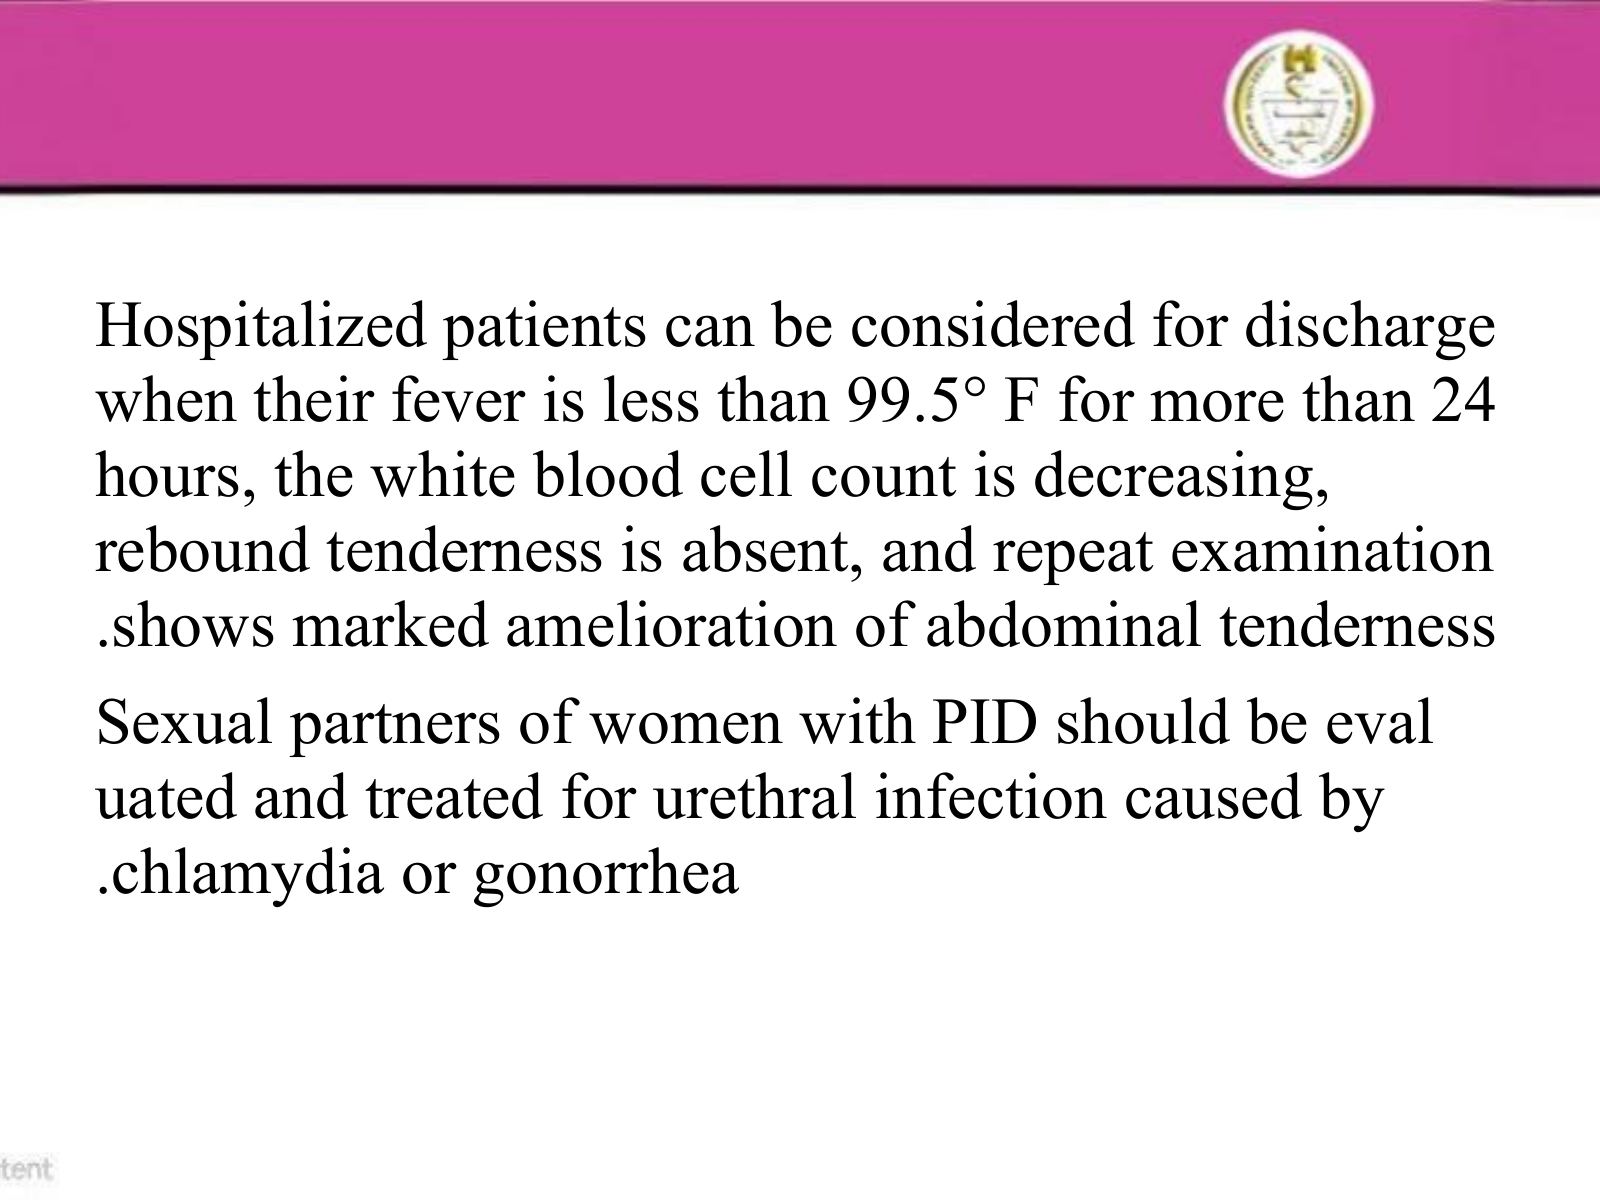 Hospitalized patients can be considered for discharge
when their fever is less than 99.5° F for more than 24
hours, the white blood cell count is decreasing,
rebound tenderness is absent, and repeat examination
.shows marked amelioration of abdominal tenderness
Sexual partners of women with PID should be eval
uated and treated for urethral infection caused by
.chlamydia or gonorrhea
tent